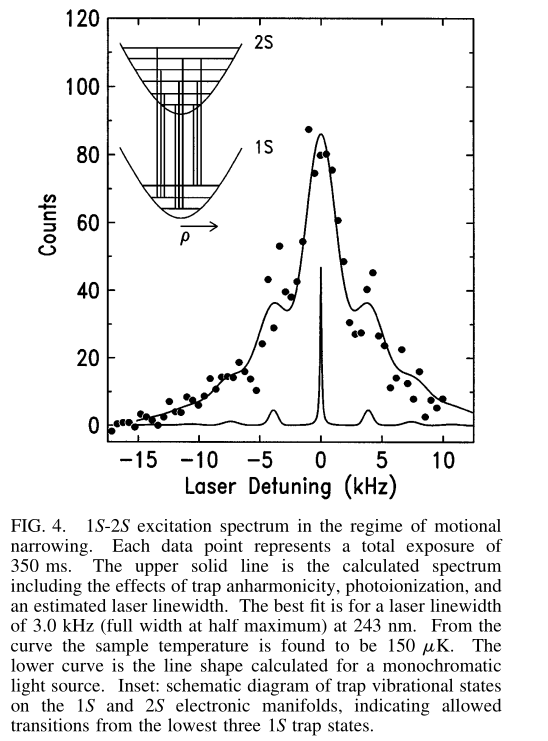 120
100
80
60
40
20
0
Counts
2S
1S
ρ
−15 −10 −5 0 5 10
Laser Detuning (kHz)
FIG. 4. 1S-2S excitation spectrum in the regime of motional
narrowing. Each data point represents a total exposure of
350 ms. The upper solid line is the calculated spectrum
including the effects of trap anharmonicity, photoionization, and
an estimated laser linewidth. The best fit is for a laser linewidth
of 3.0 kHz (full width at half maximum) at 243 nm. From the
curve the sample temperature is found to be 150 μK. The
lower curve is the line shape calculated for a monochromatic
light source. Inset: schematic diagram of trap vibrational states
on the 1S and 2S electronic manifolds, indicating allowed
transitions from the lowest three 1S trap states.